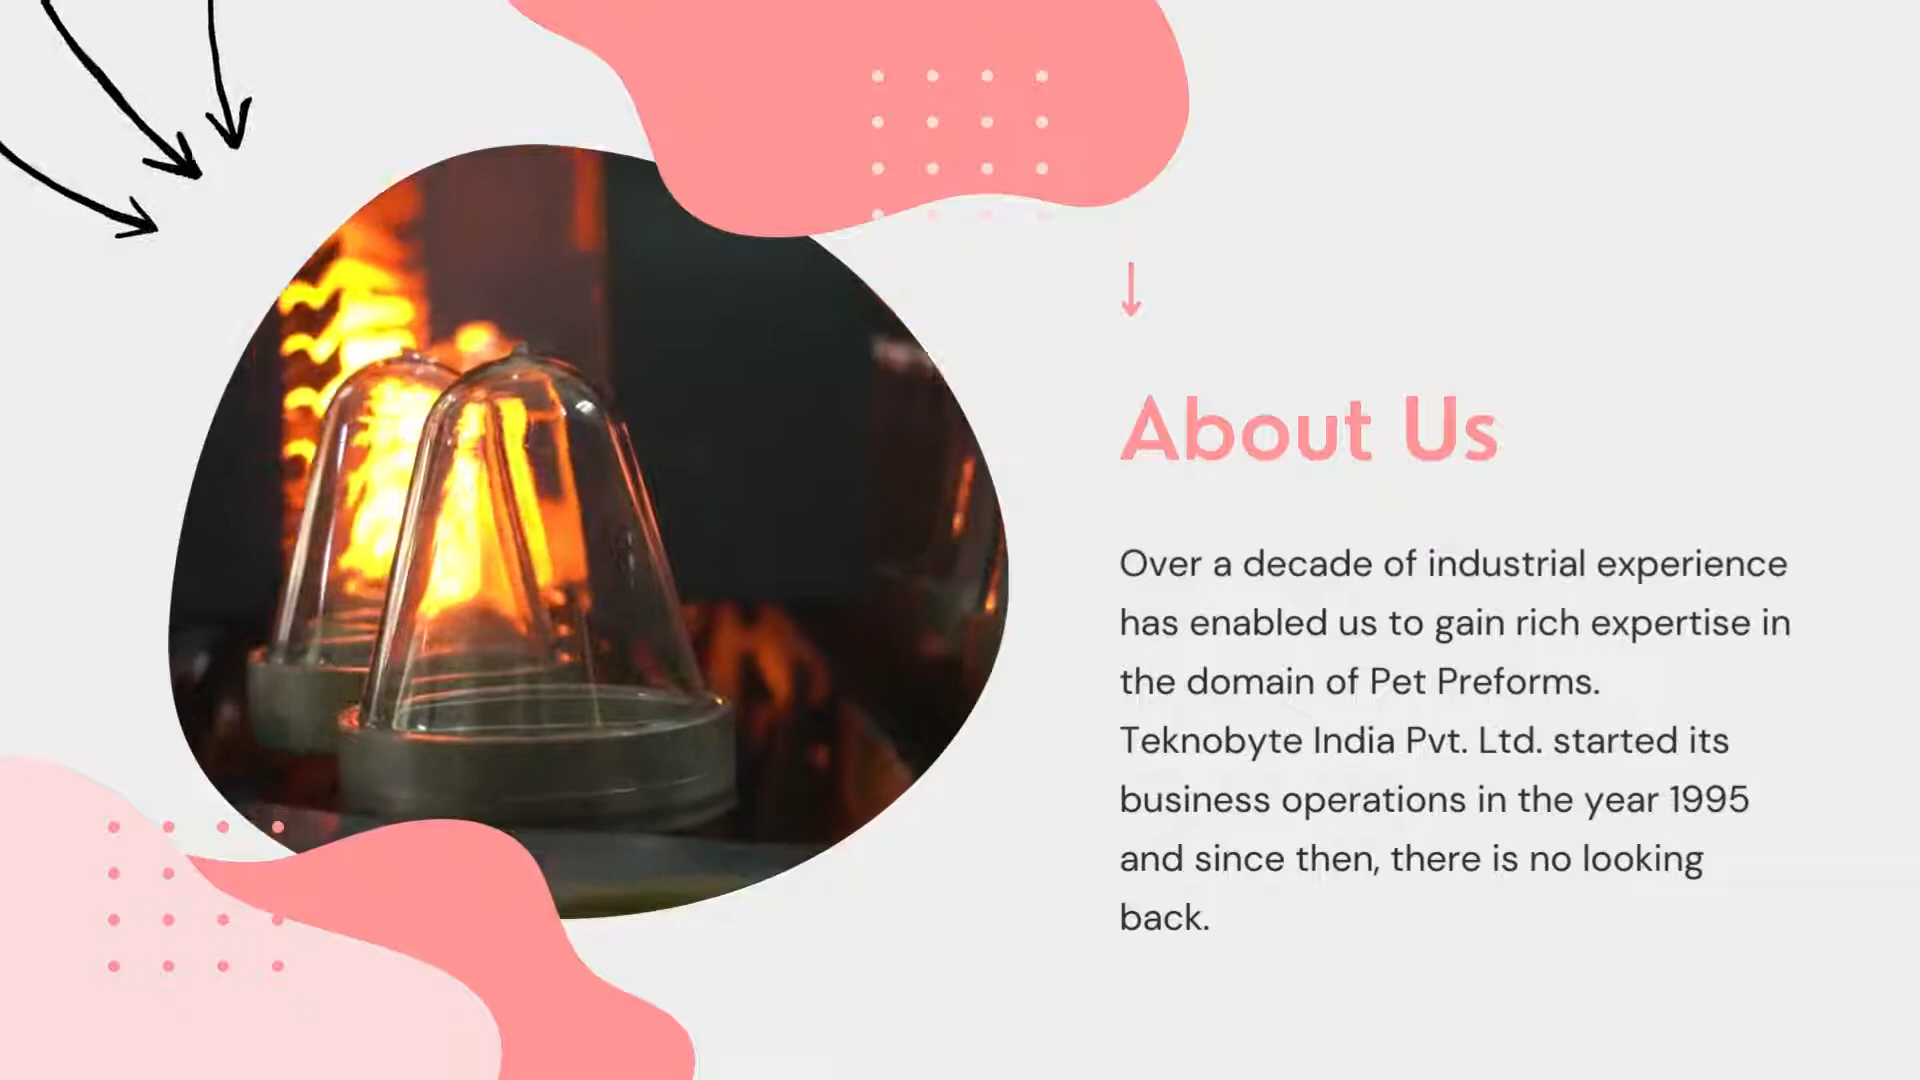 About Us
Over a decade of industrial experience
has enabled us to gain rich expertise in
the domain of Pet Preforms.
Teknobyte India Pvt. Ltd. started its
business operations in the year 1995
and since then, there is no looking
back.